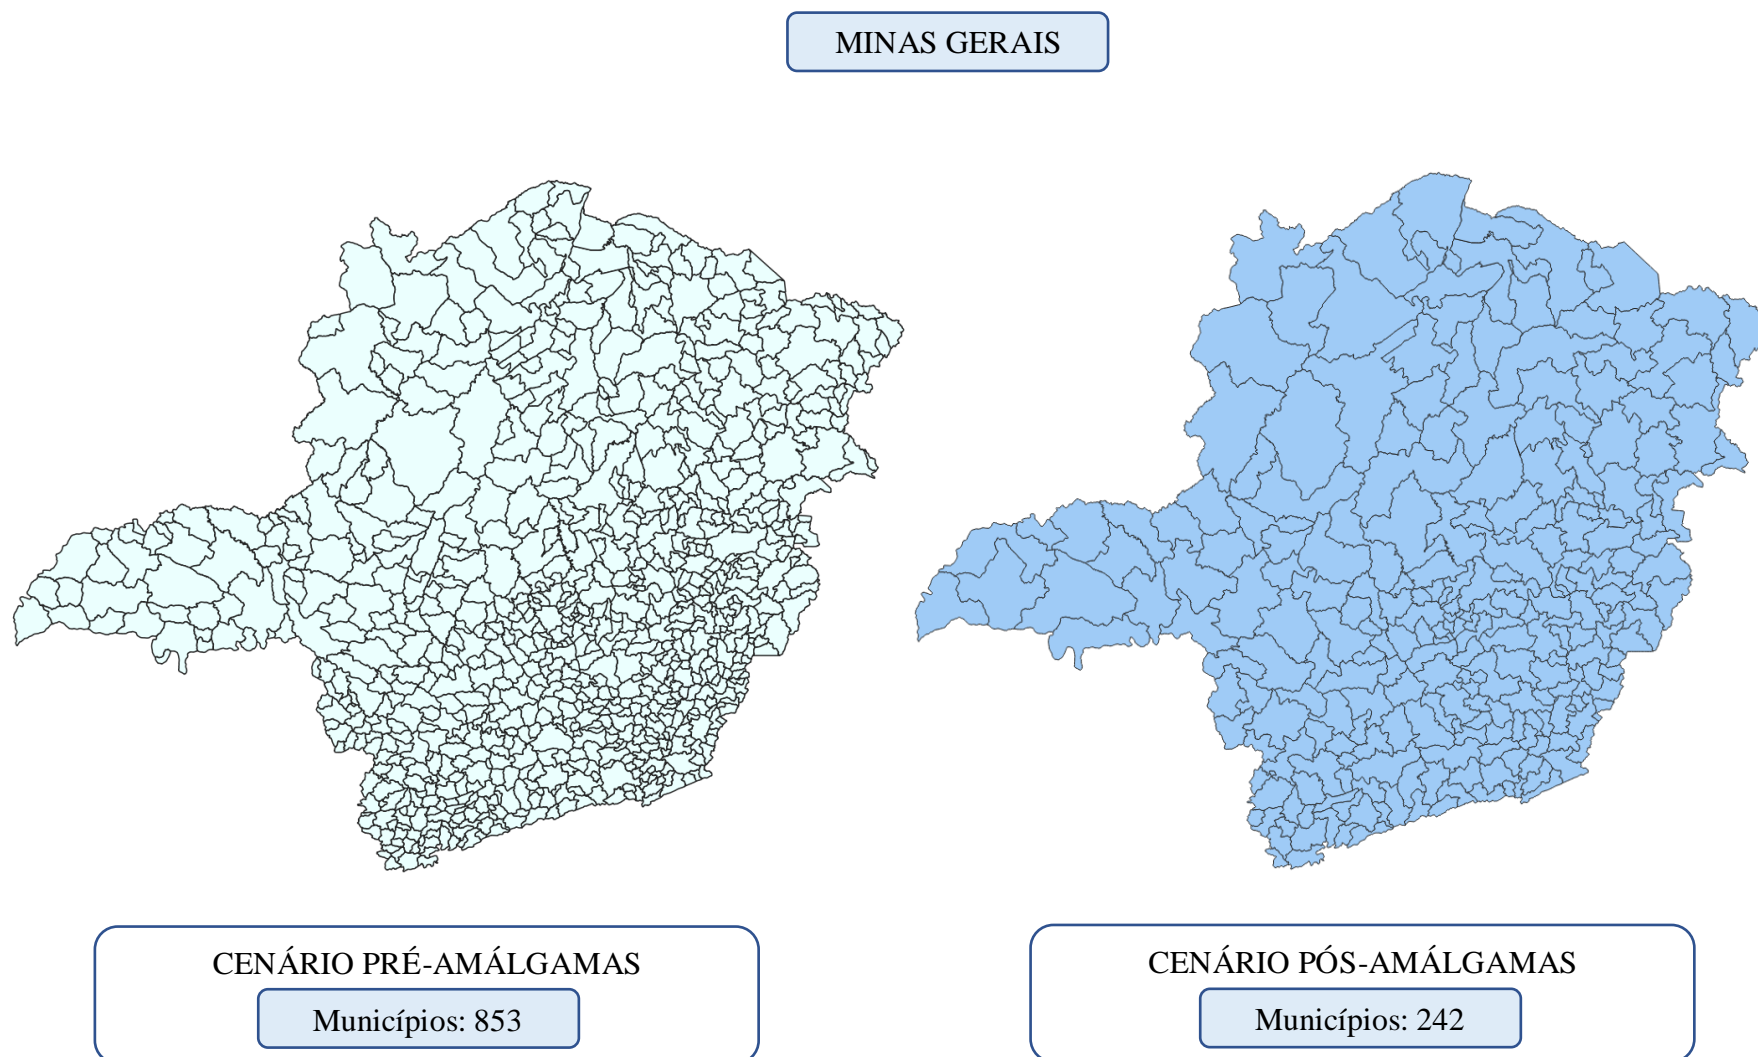 MINAS GERAIS
CENÁRIO PRÉ-AMÁLGAMAS
Municípios: 853
CENÁRIO PÓS-AMÁLGAMAS
Municípios: 242